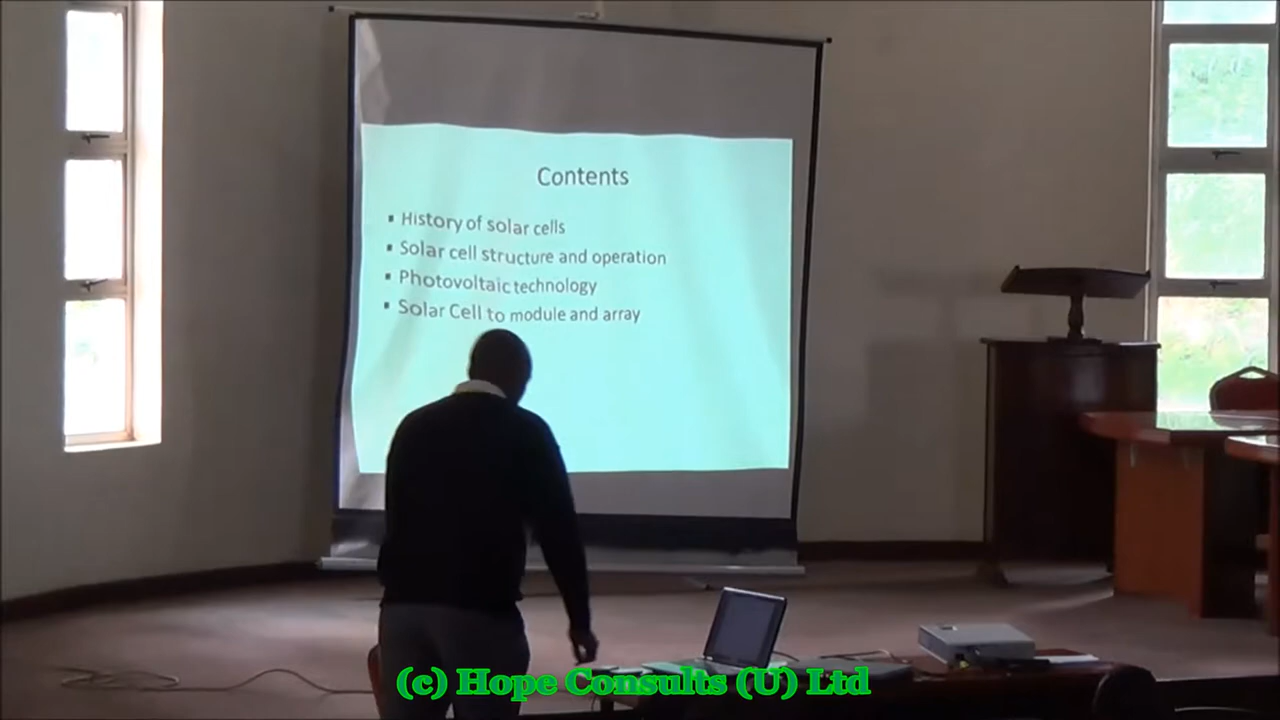 Contents
▪ History of solar cells
▪ Solar cell structure and operation
▪ Photovoltaic technology
▪ Solar Cell to module and array
(c) Hope Consults (U) Ltd